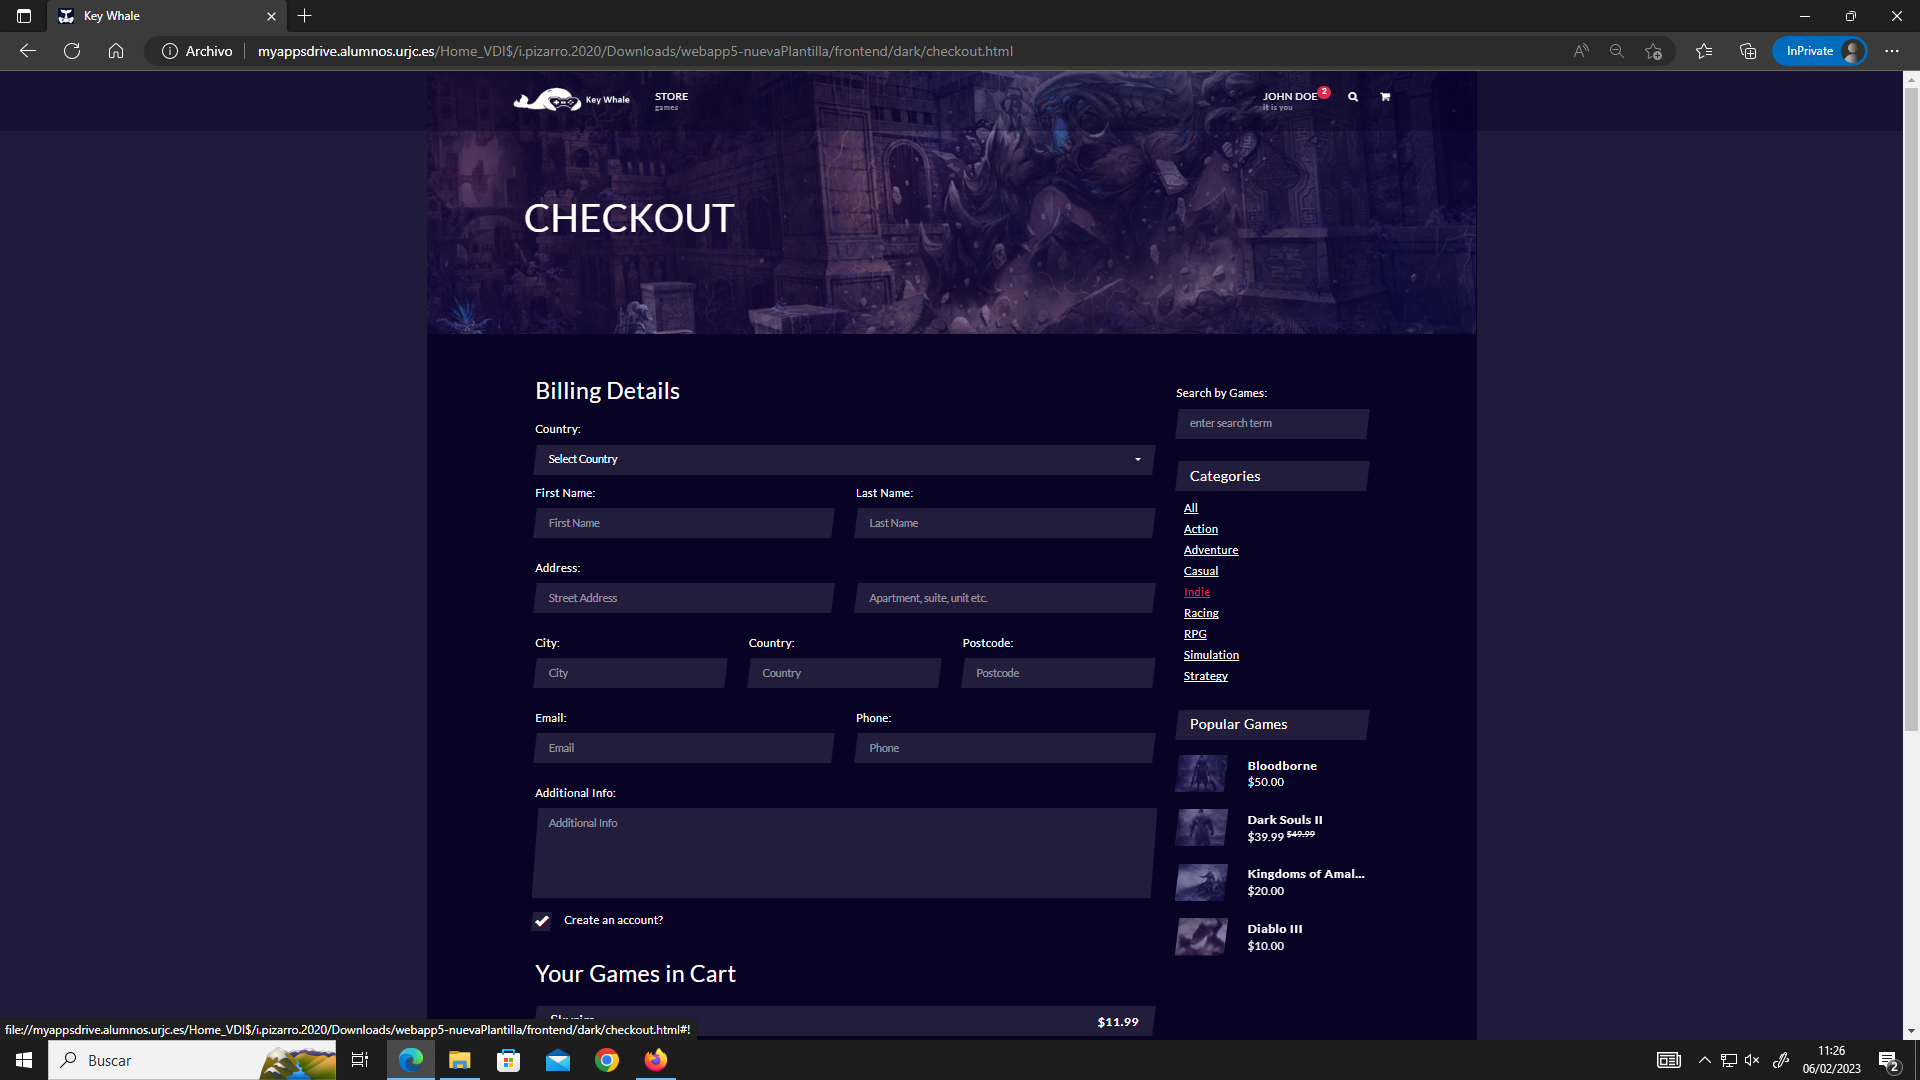 Key Whale
Archivo
myappsdrive.alumnos.urjc.es/Home_VDI$/i.pizarro.2020/Downloads/webapp5-nuevaPlantilla/frontend/dark/checkout.html
InPrivate
Key Whale
STORE
games
JOHN DOE 2
it is you
CHECKOUT
Billing Details
Country:
Select Country
First Name:
Last Name:
First Name
Last Name
Address:
Street Address
Apartment, suite, unit etc.
City:
Country:
Postcode:
City
Country
Postcode
Email:
Phone:
Email
Phone
Additional Info:
Additional Info
Create an account?
Your Games in Cart
Skyrim
$11.99
Search by Games:
enter search term
Categories
All
Action
Adventure
Casual
Indie
Racing
RPG
Simulation
Strategy
Popular Games
Bloodborne
$50.00
Dark Souls II
$39.99 $49.99
Kingdoms of Amal...
$20.00
Diablo III
$10.00
file://myappsdrive.alumnos.urjc.es/Home_VDI$/i.pizarro.2020/Downloads/webapp5-nuevaPlantilla/frontend/dark/checkout.html#!
Buscar
11:26
06/02/2023
2